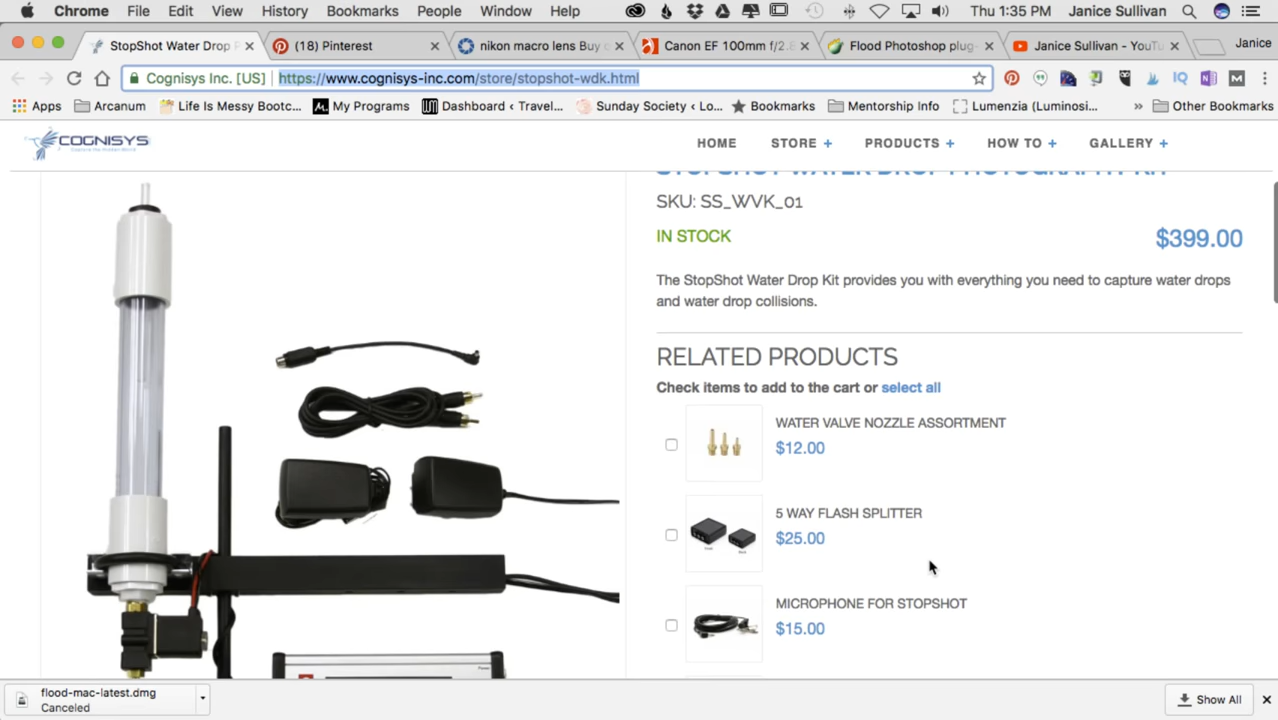 Chrome File Edit View History Bookmarks People Window Help Thu 1:35 PM Janice Sullivan
StopShot Water Drop P (18) Pinterest nikon macro lens Buy o Canon EF 100mm f/2. Flood Photoshop plug- Janice Sullivan - YouTu Janice
Cognisys Inc. [US] https://www.cognisys-inc.com/store/stopshot-wdk.html
Apps Arcanum Life Is Messy Bootc... My Programs Dashboard ‹ Travel... Sunday Society ‹ Lo... Bookmarks Mentorship Info Lumenzia (Luminosi... » Other Bookmarks
COGNISYS HOME STORE + PRODUCTS + HOW TO + GALLERY +
STOPSHOT WATER DROP PHOTOGRAPHY KIT
SKU: SS_WVK_01
IN STOCK $399.00
The StopShot Water Drop Kit provides you with everything you need to capture water drops
and water drop collisions.
RELATED PRODUCTS
Check items to add to the cart or select all
WATER VALVE NOZZLE ASSORTMENT
$12.00
5 WAY FLASH SPLITTER
$25.00
MICROPHONE FOR STOPSHOT
$15.00
Power
flood-mac-latest.dmg
Canceled
Show All